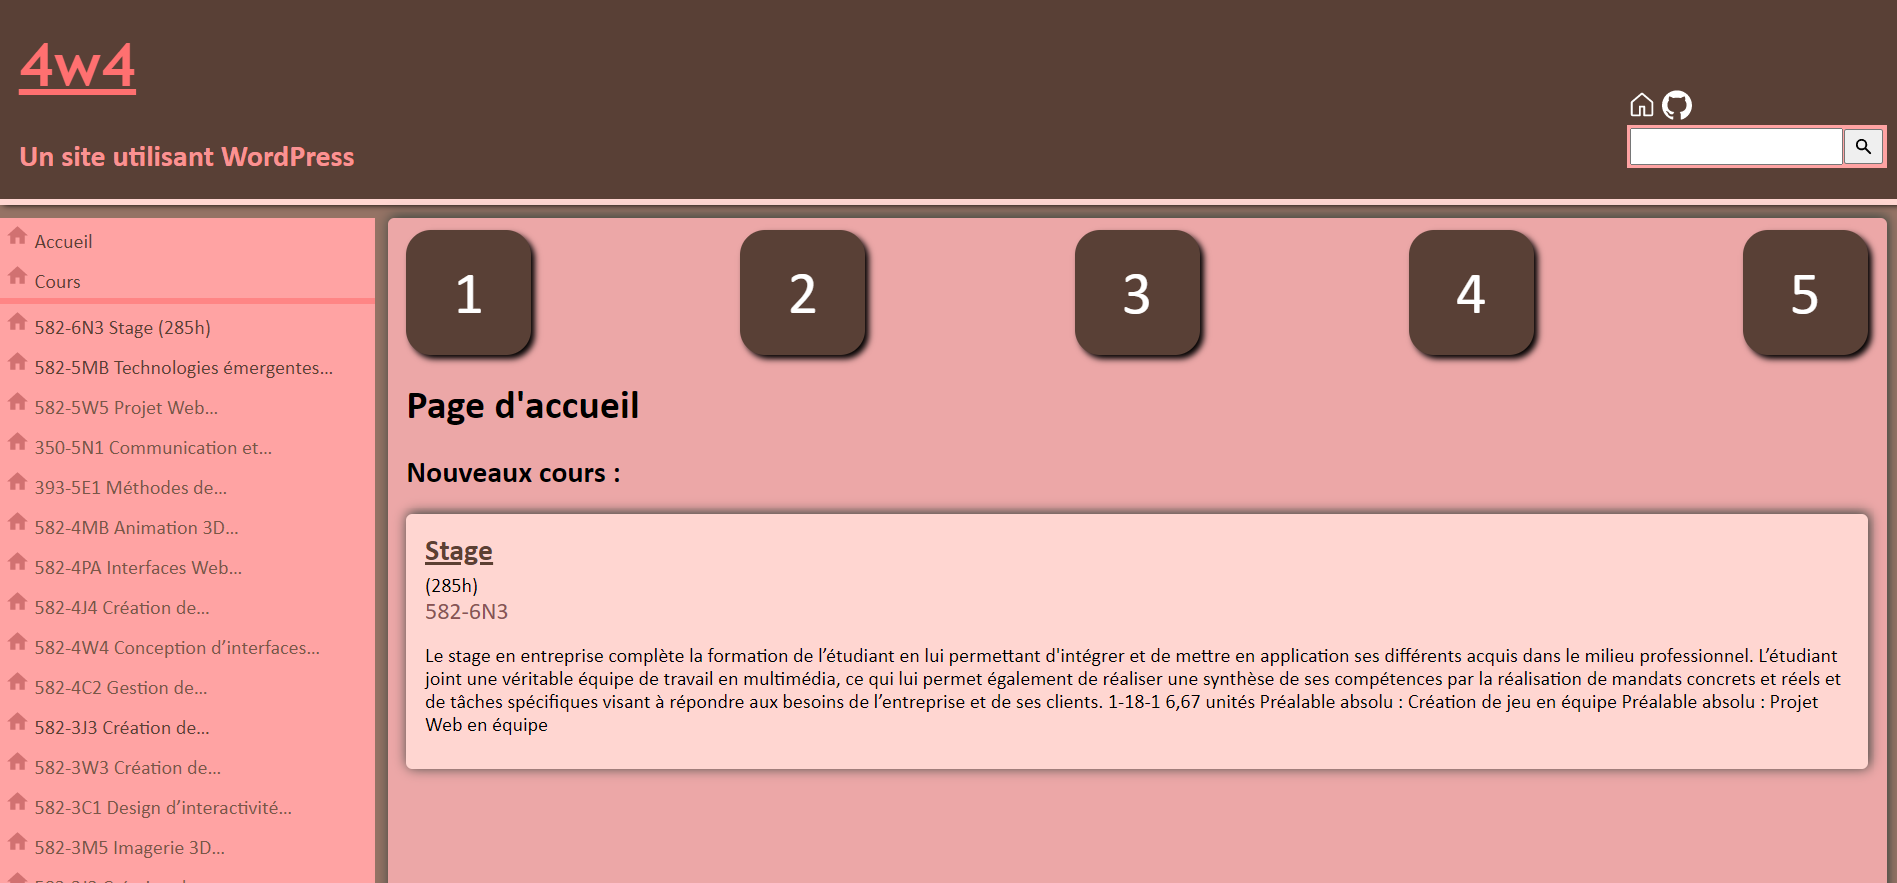 4w4
Un site utilisant WordPress
Accueil
Cours
582-6N3 Stage (285h)
582-5MB Technologies émergentes...
582-5W5 Projet Web...
350-5N1 Communication et...
393-5E1 Méthodes de...
582-4MB Animation 3D...
582-4PA Interfaces Web...
582-4J4 Création de...
582-4W4 Conception d’interfaces...
582-4C2 Gestion de...
582-3J3 Création de...
582-3W3 Création de...
582-3C1 Design d’interactivité...
582-3M5 Imagerie 3D...
1 2 3 4 5
Page d'accueil
Nouveaux cours :
Stage
(285h)
582-6N3
Le stage en entreprise complète la formation de l’étudiant en lui permettant d'intégrer et de mettre en application ses différents acquis dans le milieu professionnel. L’étudiant
joint une véritable équipe de travail en multimédia, ce qui lui permet également de réaliser une synthèse de ses compétences par la réalisation de mandats concrets et réels et
de tâches spécifiques visant à répondre aux besoins de l’entreprise et de ses clients. 1-18-1 6,67 unités Préalable absolu : Création de jeu en équipe Préalable absolu : Projet
Web en équipe